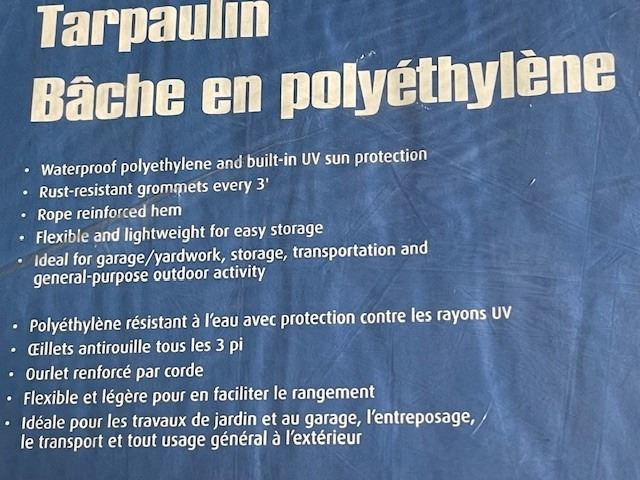 Tarpaulin
Bâche en polyéthylène
• Waterproof polyethylene and built-in UV sun protection
• Rust-resistant grommets every 3'
• Rope reinforced hem
• Flexible and lightweight for easy storage
• Ideal for garage/yardwork, storage, transportation and
general-purpose outdoor activity
• Polyéthylène résistant à l'eau avec protection contre les rayons UV
• Œillets antirouille tous les 3 pi
• Ourlet renforcé par corde
• Flexible et légère pour en faciliter le rangement
• Idéale pour les travaux de jardin et au garage, l'entreposage,
le transport et tout usage général à l'extérieur